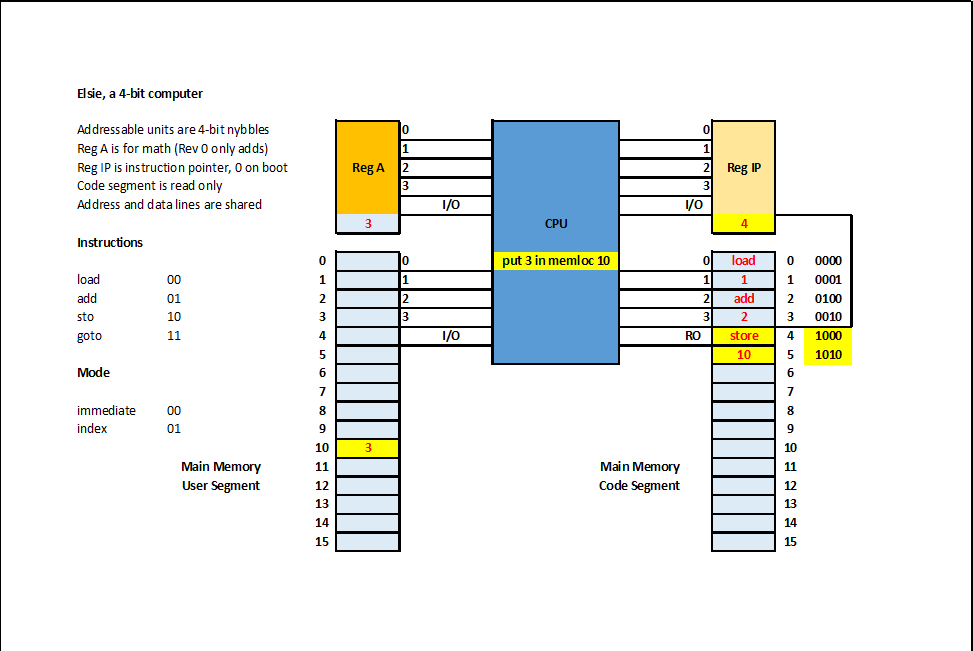 Elsie, a 4-bit computer
Addressable units are 4-bit nybbles
Reg A is for math (Rev 0 only adds)
Reg IP is instruction pointer, 0 on boot
Code segment is read only
Address and data lines are shared
Instructions
load 00
add 01
sto 10
goto 11
Mode
immediate 00
index 01
Reg A
3
0
1
2
3
I/O
CPU
put 3 in memloc 10
0
1
2
3
I/O
Reg IP
4
0
1
2
3
4
5
6
7
8
9
10 3
11
12
13
14
15
Main Memory
User Segment
0
1
2
3
I/O
0
1
2
3
RO
load 0 0000
1 1 0001
add 2 0100
2 3 0010
store 4 1000
10 5 1010
6
7
8
9
10
11
12
13
14
15
Main Memory
Code Segment